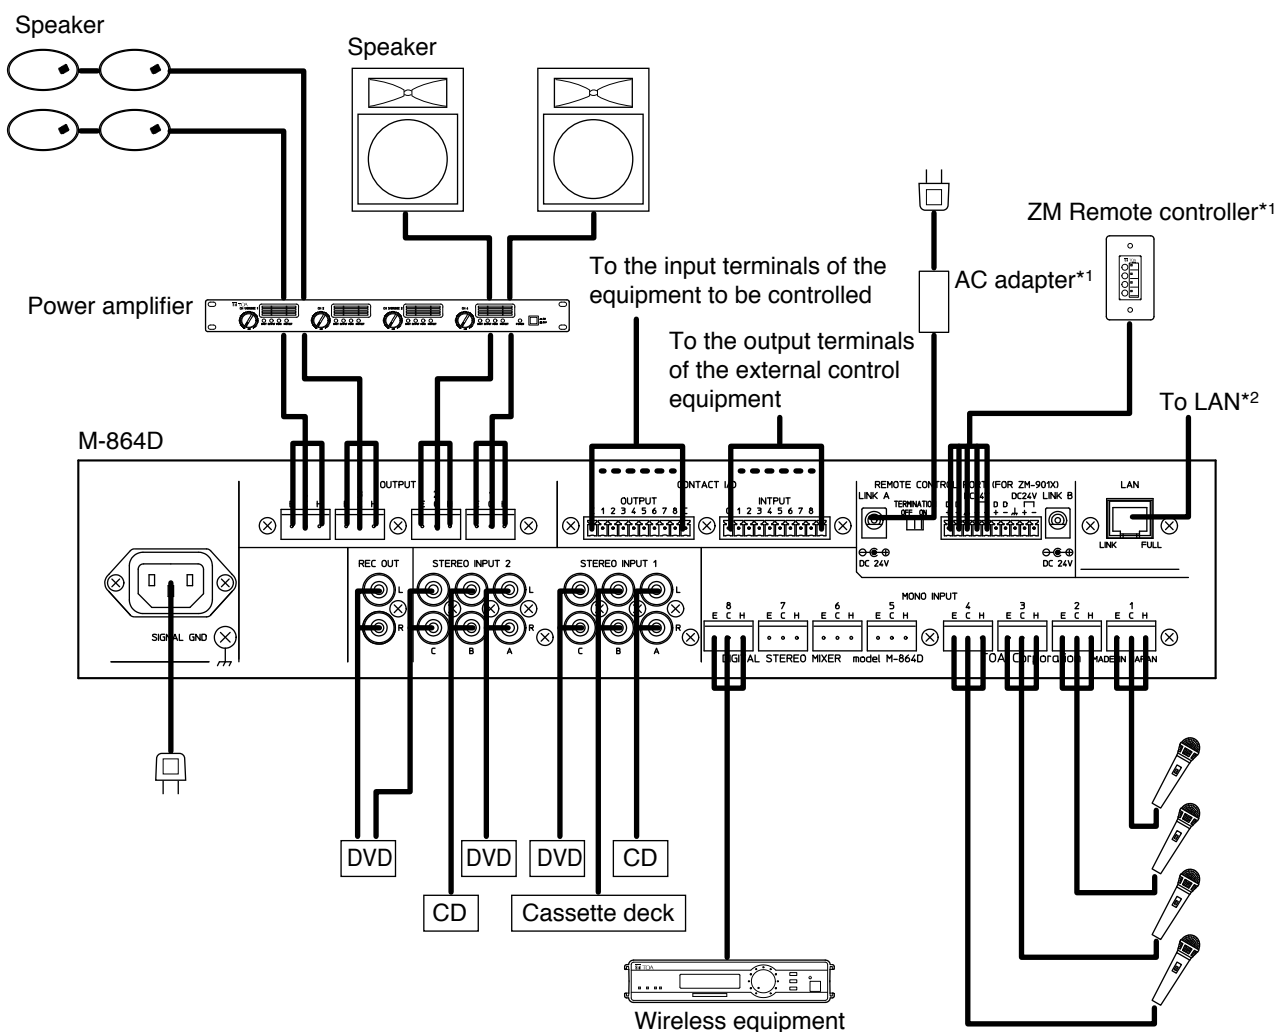 Speaker
Speaker
ZM Remote controller*1
To the input terminals of the
equipment to be controlled
AC adapter*1
Power amplifier
To the output terminals
of the external control
equipment
To LAN*2
M-864D
OUTPUT
CONTACT I/O
REMOTE CONTROL PORT (FOR ZM-901X)
LAN
LINK A
TERMINATION
OFF ON
DC24V
LINK B
OUTPUT
1 2 3 4 5 6 7 8 C
INTPUT
1 2 3 4 5 6 7 8
D D
+ −
+ −
LINK
FULL
DC 24V
DC 24V
REC OUT
STEREO INPUT 2
STEREO INPUT 1
L
L
L
R
R
R
C B A
C B A
SIGNAL GND
MONO INPUT
8 7 6 5 4 3 2 1
E C H
E C H
E C H
E C H
E C H
E C H
E C H
E C H
DIGITAL STEREO MIXER model M-864D
TOA Corporation
MADE IN JAPAN
DVD
DVD
DVD
CD
CD
Cassette deck
TOA
Wireless equipment